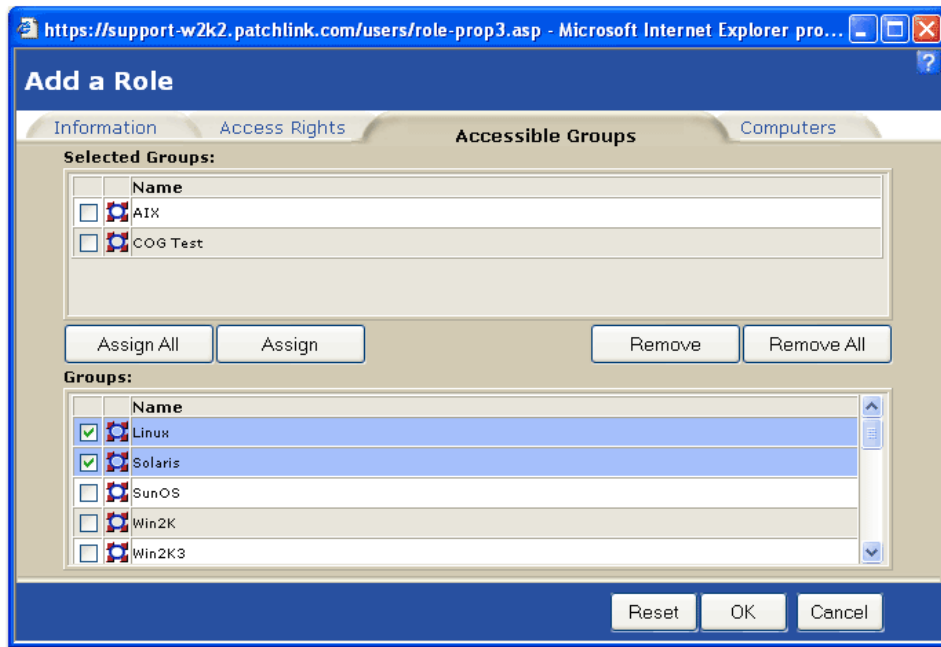 https://support-w2k2.patchlink.com/users/role-prop3.asp - Microsoft Internet Explorer pro...
?
Add a Role
Information Access Rights Accessible Groups Computers
Selected Groups:
Name
AIX
COG Test
Assign All Assign Remove Remove All
Groups:
Name
Linux
Solaris
SunOS
Win2K
Win2K3
Reset OK Cancel